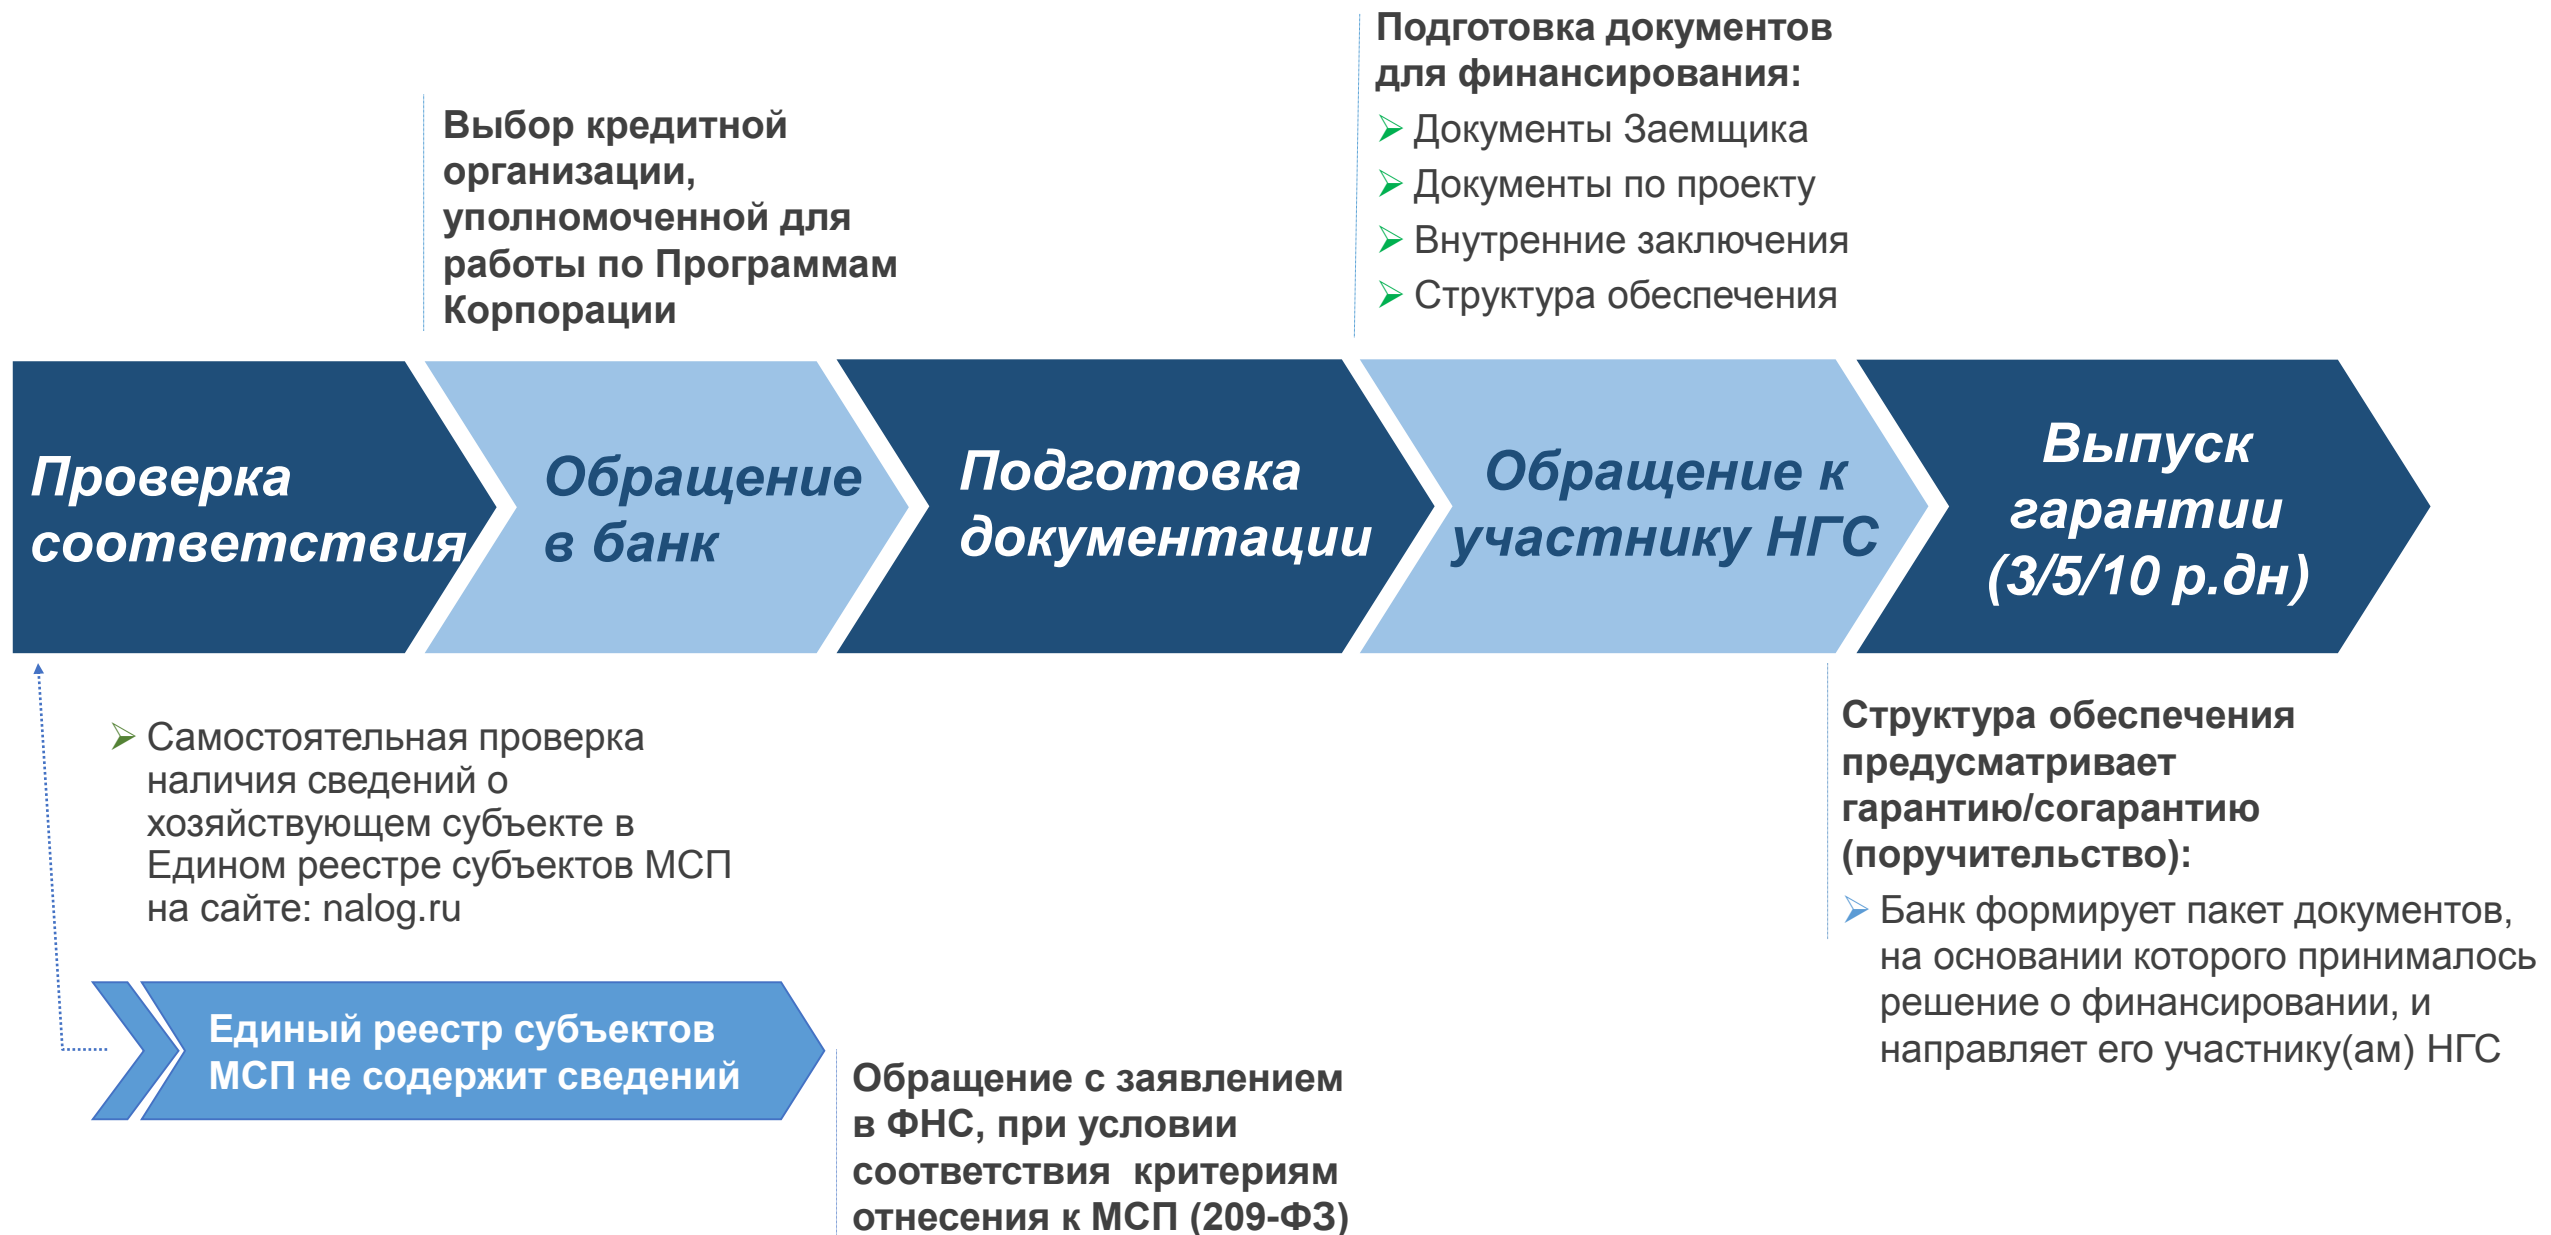 Подготовка документов
для финансирования:
Документы Заемщика
Документы по проекту
Внутренние заключения
Структура обеспечения
Выбор кредитной
организации,
уполномоченной для
работы по Программам
Корпорации
Проверка
соответствия
Обращение
в банк
Подготовка
документации
Обращение к
участнику НГС
Выпуск
гарантии
(3/5/10 р.дн)
Самостоятельная проверка
наличия сведений о
хозяйствующем субъекте в
Едином реестре субъектов МСП
на сайте: nalog.ru
Единый реестр субъектов
МСП не содержит сведений
Обращение с заявлением
в ФНС, при условии
соответствия  критериям
отнесения к МСП (209-ФЗ)
Структура обеспечения
предусматривает
гарантию/согарантию
(поручительство):
Банк формирует пакет документов,
на основании которого принималось
решение о финансировании, и
направляет его участнику(ам) НГС